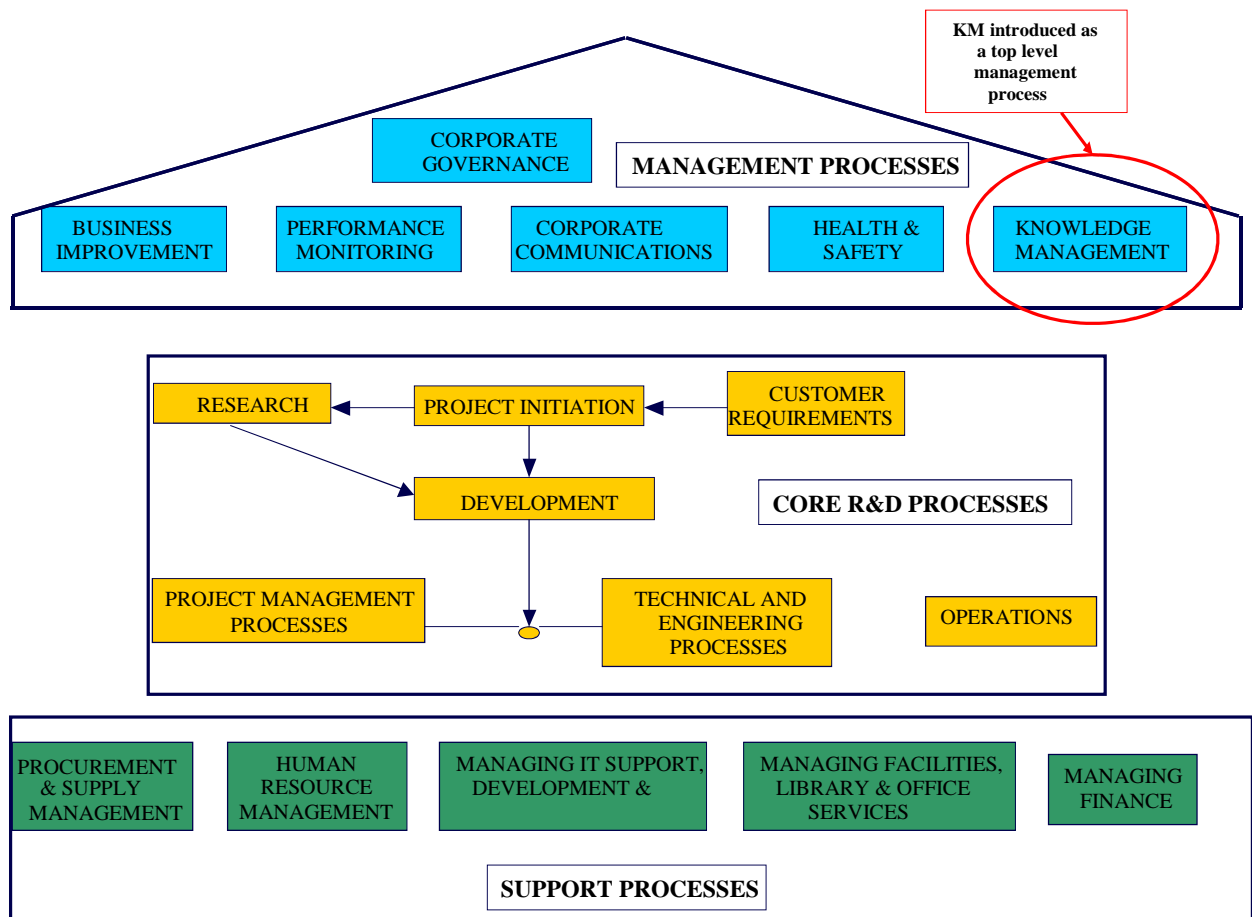 KM introduced as
a top level
management
process
CORPORATE
GOVERNANCE
MANAGEMENT PROCESSES
BUSINESS
IMPROVEMENT
PERFORMANCE
MONITORING
CORPORATE
COMMUNICATIONS
HEALTH &
SAFETY
KNOWLEDGE
MANAGEMENT
RESEARCH
PROJECT INITIATION
CUSTOMER
REQUIREMENTS
DEVELOPMENT
CORE R&D PROCESSES
PROJECT MANAGEMENT
PROCESSES
TECHNICAL AND
ENGINEERING
PROCESSES
OPERATIONS
PROCUREMENT
& SUPPLY
MANAGEMENT
HUMAN
RESOURCE
MANAGEMENT
MANAGING IT SUPPORT,
DEVELOPMENT &
MANAGING FACILITIES,
LIBRARY & OFFICE
SERVICES
MANAGING
FINANCE
SUPPORT PROCESSES